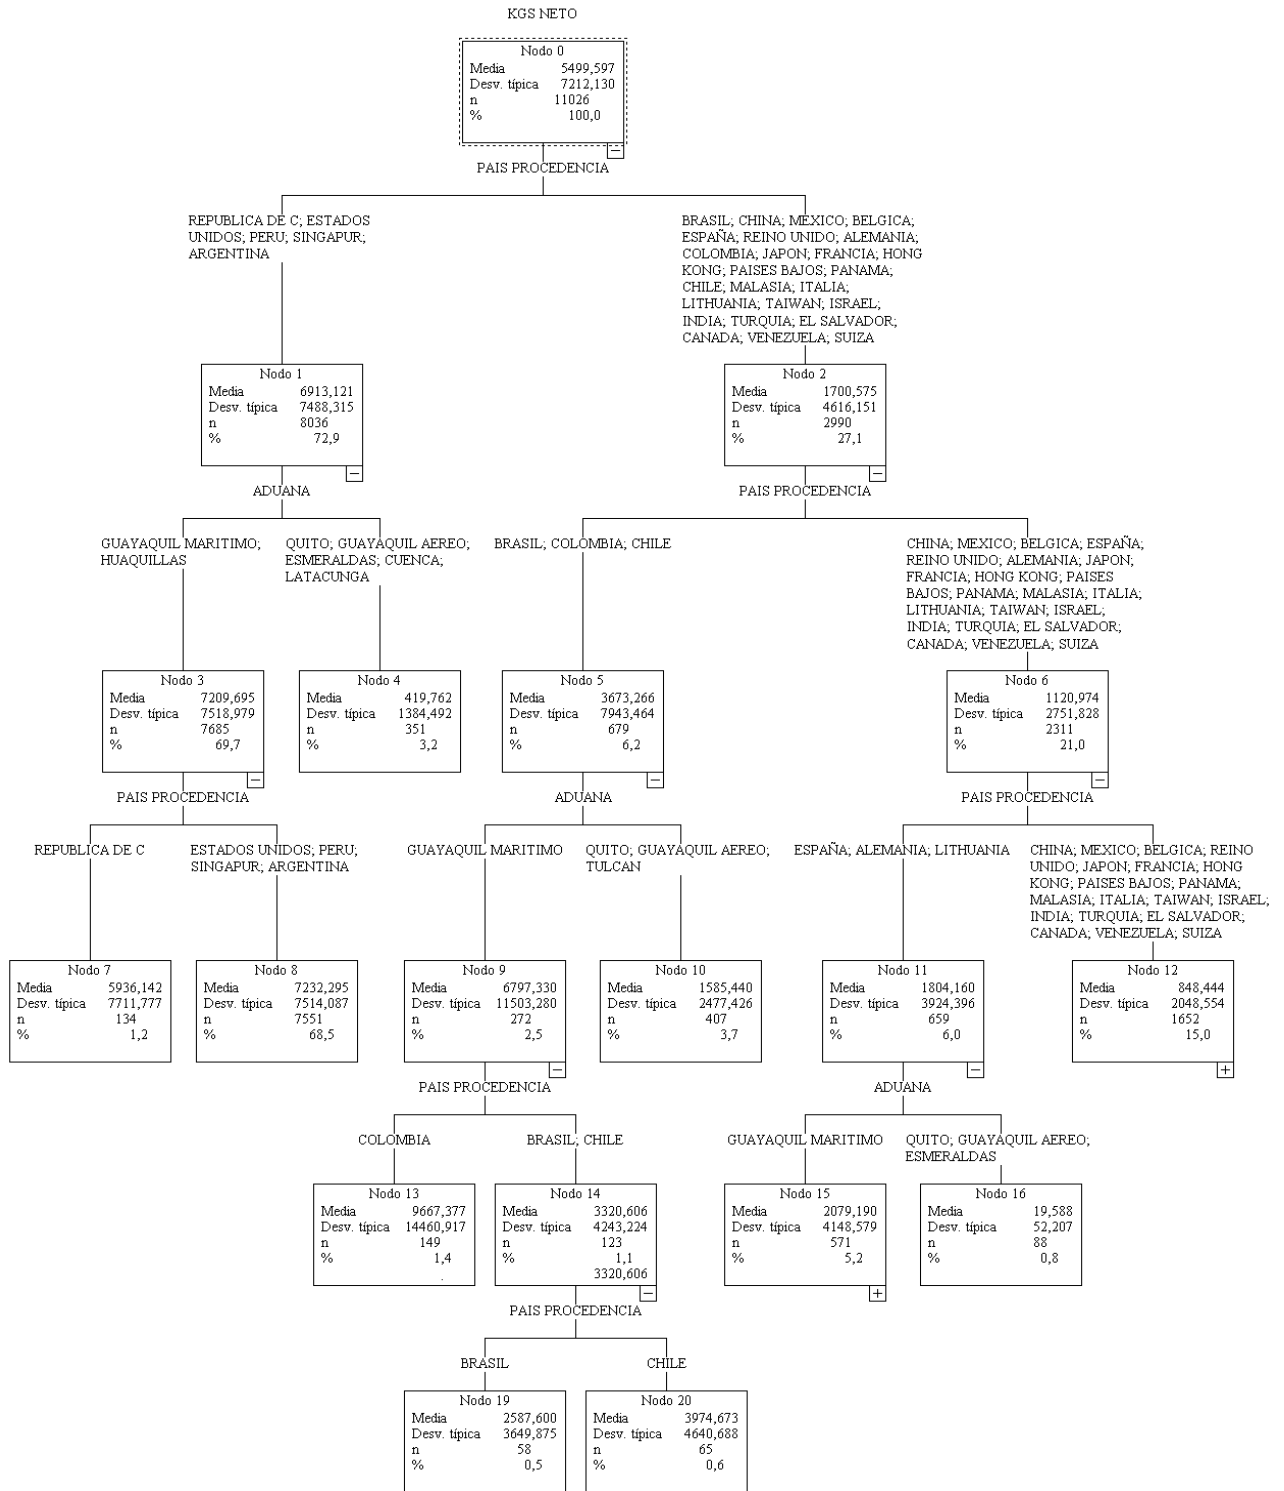 KGS NETO
Nodo 0
Media 5499,597
Desv. típica 7212,130
n 11026
% 100,0
PAIS PROCEDENCIA
REPUBLICA DE C; ESTADOS
UNIDOS; PERU; SINGAPUR;
ARGENTINA
BRASIL; CHINA; MEXICO; BELGICA;
ESPAÑA; REINO UNIDO; ALEMANIA;
COLOMBIA; JAPON; FRANCIA; HONG
KONG; PAISES BAJOS; PANAMA;
CHILE; MALASIA; ITALIA;
LITHUANIA; TAIWAN; ISRAEL;
INDIA; TURQUIA; EL SALVADOR;
CANADA; VENEZUELA; SUIZA
Nodo 1
Media 6913,121
Desv. típica 7488,315
n 8036
% 72,9
Nodo 2
Media 1700,575
Desv. típica 4616,151
n 2990
% 27,1
ADUANA
PAIS PROCEDENCIA
GUAYAQUIL MARITIMO;
HUAQUILLAS
QUITO; GUAYAQUIL AEREO;
ESMERALDAS; CUENCA;
LATACUNGA
BRASIL; COLOMBIA; CHILE
CHINA; MEXICO; BELGICA; ESPAÑA;
REINO UNIDO; ALEMANIA; JAPON;
FRANCIA; HONG KONG; PAISES
BAJOS; PANAMA; MALASIA; ITALIA;
LITHUANIA; TAIWAN; ISRAEL;
INDIA; TURQUIA; EL SALVADOR;
CANADA; VENEZUELA; SUIZA
Nodo 3
Media 7209,695
Desv. típica 7518,979
n 7685
% 69,7
Nodo 4
Media 419,762
Desv. típica 1384,492
n 351
% 3,2
Nodo 5
Media 3673,266
Desv. típica 7943,464
n 679
% 6,2
Nodo 6
Media 1120,974
Desv. típica 2751,828
n 2311
% 21,0
PAIS PROCEDENCIA
ADUANA
PAIS PROCEDENCIA
REPUBLICA DE C
ESTADOS UNIDOS; PERU;
SINGAPUR; ARGENTINA
GUAYAQUIL MARITIMO
QUITO; GUAYAQUIL AEREO;
TULCAN
ESPAÑA; ALEMANIA; LITHUANIA
CHINA; MEXICO; BELGICA; REINO
UNIDO; JAPON; FRANCIA; HONG
KONG; PAISES BAJOS; PANAMA;
MALASIA; ITALIA; TAIWAN; ISRAEL;
INDIA; TURQUIA; EL SALVADOR;
CANADA; VENEZUELA; SUIZA
Nodo 7
Media 5936,142
Desv. típica 7711,777
n 134
% 1,2
Nodo 8
Media 7232,295
Desv. típica 7514,087
n 7551
% 68,5
Nodo 9
Media 6797,330
Desv. típica 11503,280
n 272
% 2,5
Nodo 10
Media 1585,440
Desv. típica 2477,426
n 407
% 3,7
Nodo 11
Media 1804,160
Desv. típica 3924,396
n 659
% 6,0
Nodo 12
Media 848,444
Desv. típica 2048,554
n 1652
% 15,0
PAIS PROCEDENCIA
ADUANA
COLOMBIA
BRASIL; CHILE
GUAYAQUIL MARITIMO
QUITO; GUAYAQUIL AEREO;
ESMERALDAS
Nodo 13
Media 9667,377
Desv. típica 14460,917
n 149
% 1,4
Nodo 14
Media 3320,606
Desv. típica 4243,224
n 123
% 1,1
3320,606
Nodo 15
Media 2079,190
Desv. típica 4148,579
n 571
% 5,2
Nodo 16
Media 19,588
Desv. típica 52,207
n 88
% 0,8
PAIS PROCEDENCIA
BRASIL
CHILE
Nodo 19
Media 2587,600
Desv. típica 3649,875
n 58
% 0,5
Nodo 20
Media 3974,673
Desv. típica 4640,688
n 65
% 0,6